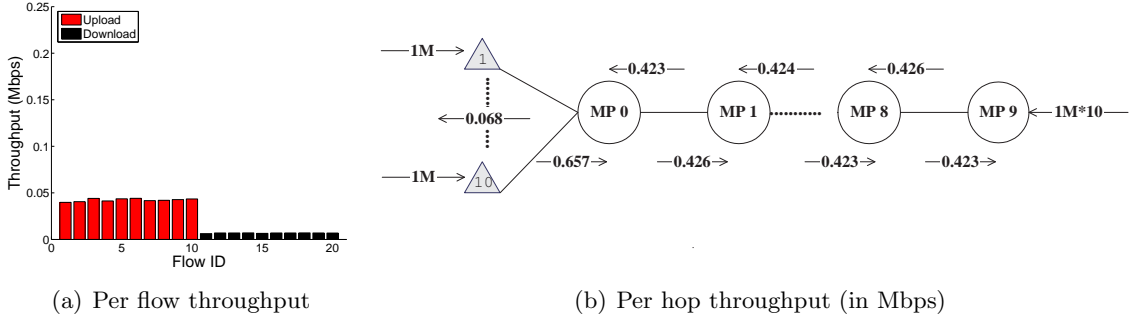 0.25
0.2
0.15
0.1
0.05
0
Throughput (Mbps)
Upload
Download
0 5 10 15 20
Flow ID
(a) Per flow throughput
1M
1
0.423
0.424
0.426
MP 0
MP 1
MP 8
MP 9
1M*10
0.068
0.657
0.426
0.423
0.423
1M
10
(b) Per hop throughput (in Mbps)